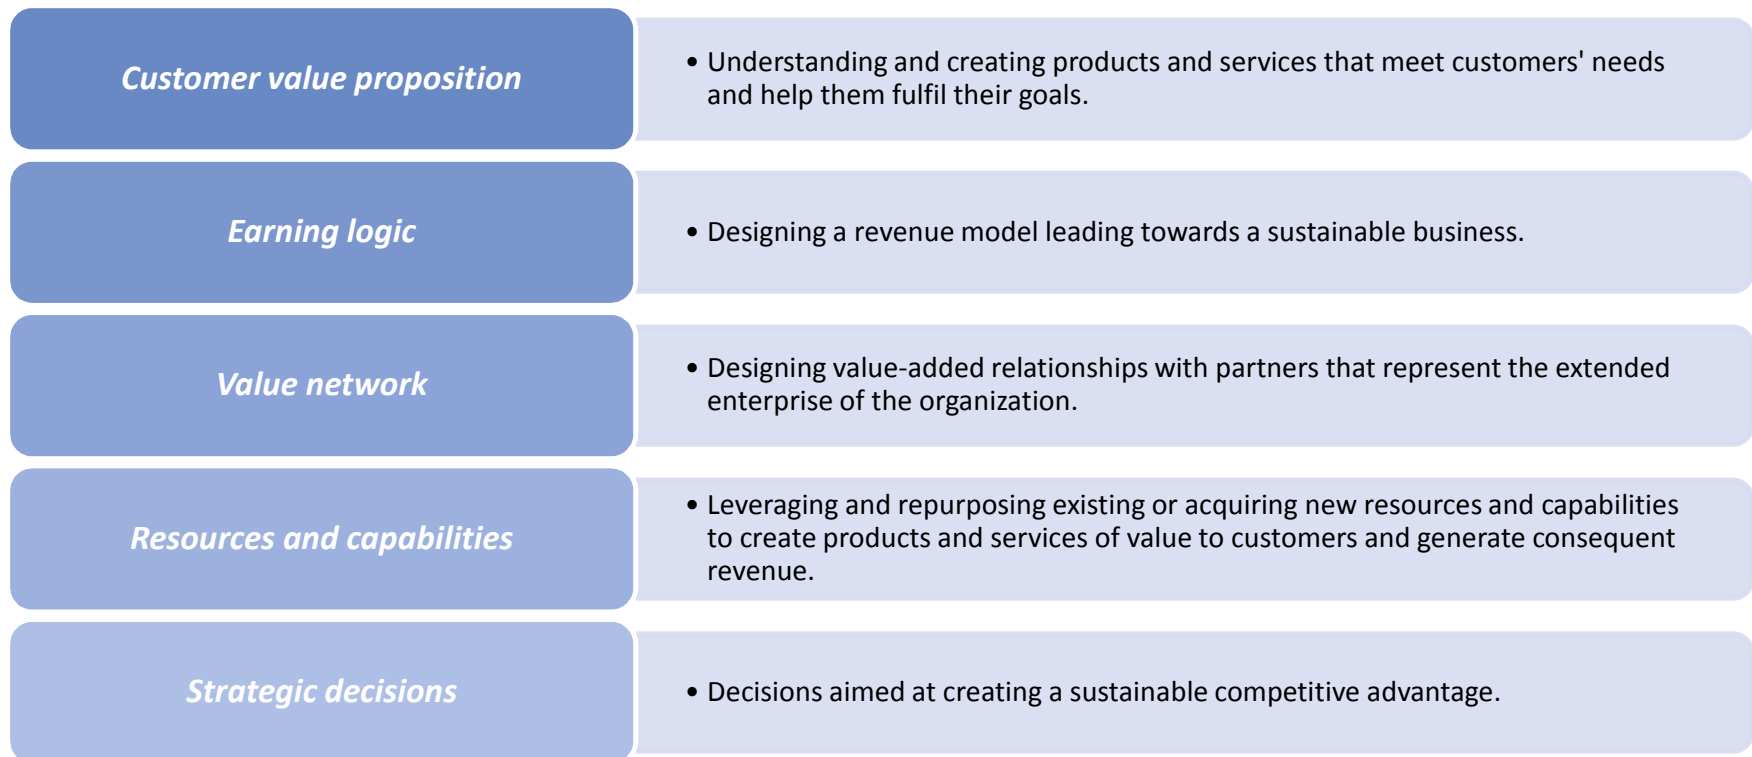 Customer value proposition
• Understanding and creating products and services that meet customers' needs
and help them fulfil their goals.
Earning logic
• Designing a revenue model leading towards a sustainable business.
Value network
• Designing value-added relationships with partners that represent the extended
enterprise of the organization.
Resources and capabilities
• Leveraging and repurposing existing or acquiring new resources and capabilities
to create products and services of value to customers and generate consequent
revenue.
Strategic decisions
• Decisions aimed at creating a sustainable competitive advantage.